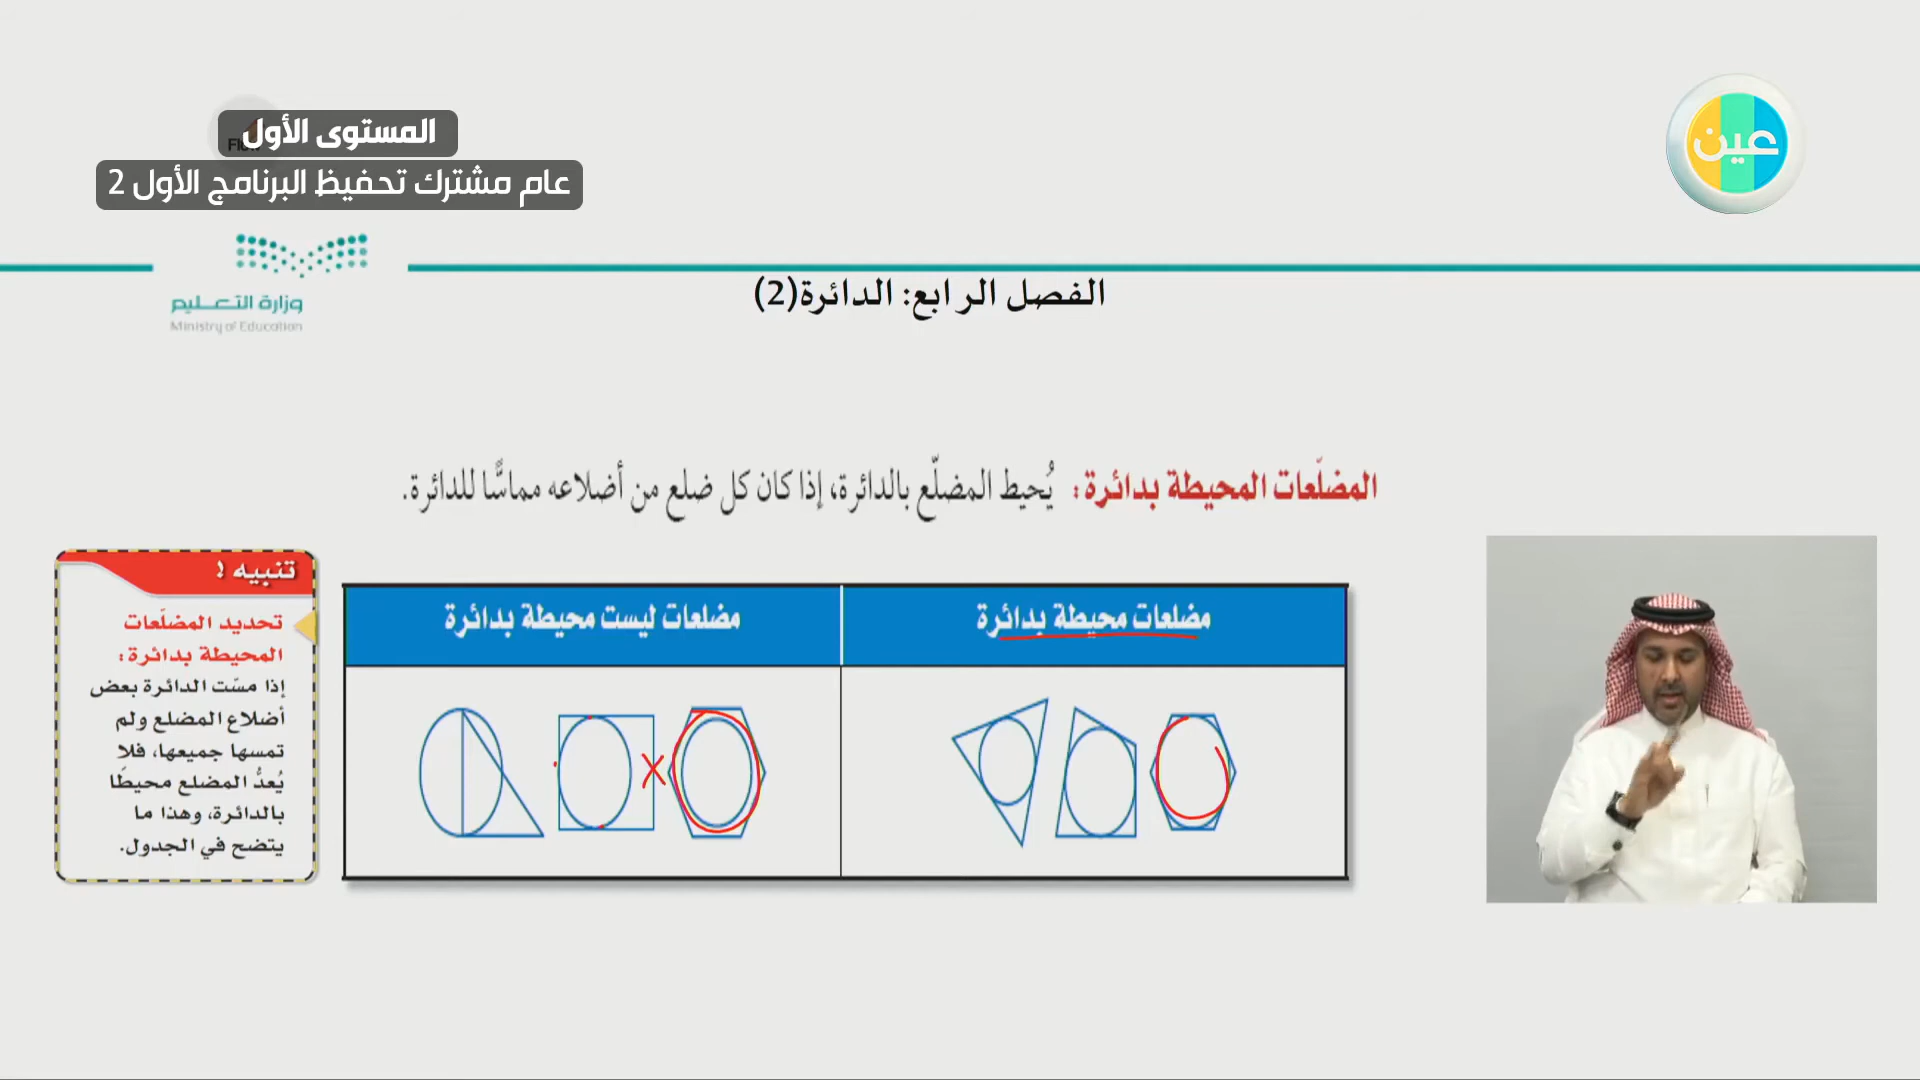 المستوى الأول
عام مشترك تحفيظ البرنامج الأول 2
عين
وزارة التعليم
Ministry of Education
الفصل الرابع: الدائرة(2)
المضلّعات المحيطة بدائرة: يُحيط المضلّع بالدائرة، إذا كان كل ضلع من أضلاعه مماسًّا للدائرة.
مضلعات محيطة بدائرة
مضلعات ليست محيطة بدائرة
تنبيه !
تحديد المضلّعات
المحيطة بدائرة:
إذا مسّت الدائرة بعض
أضلاع المضلع ولم
تمسها جميعها، فلا
يُعدُّ المضلع محيطًا
بالدائرة، وهذا ما
يتضح في الجدول.